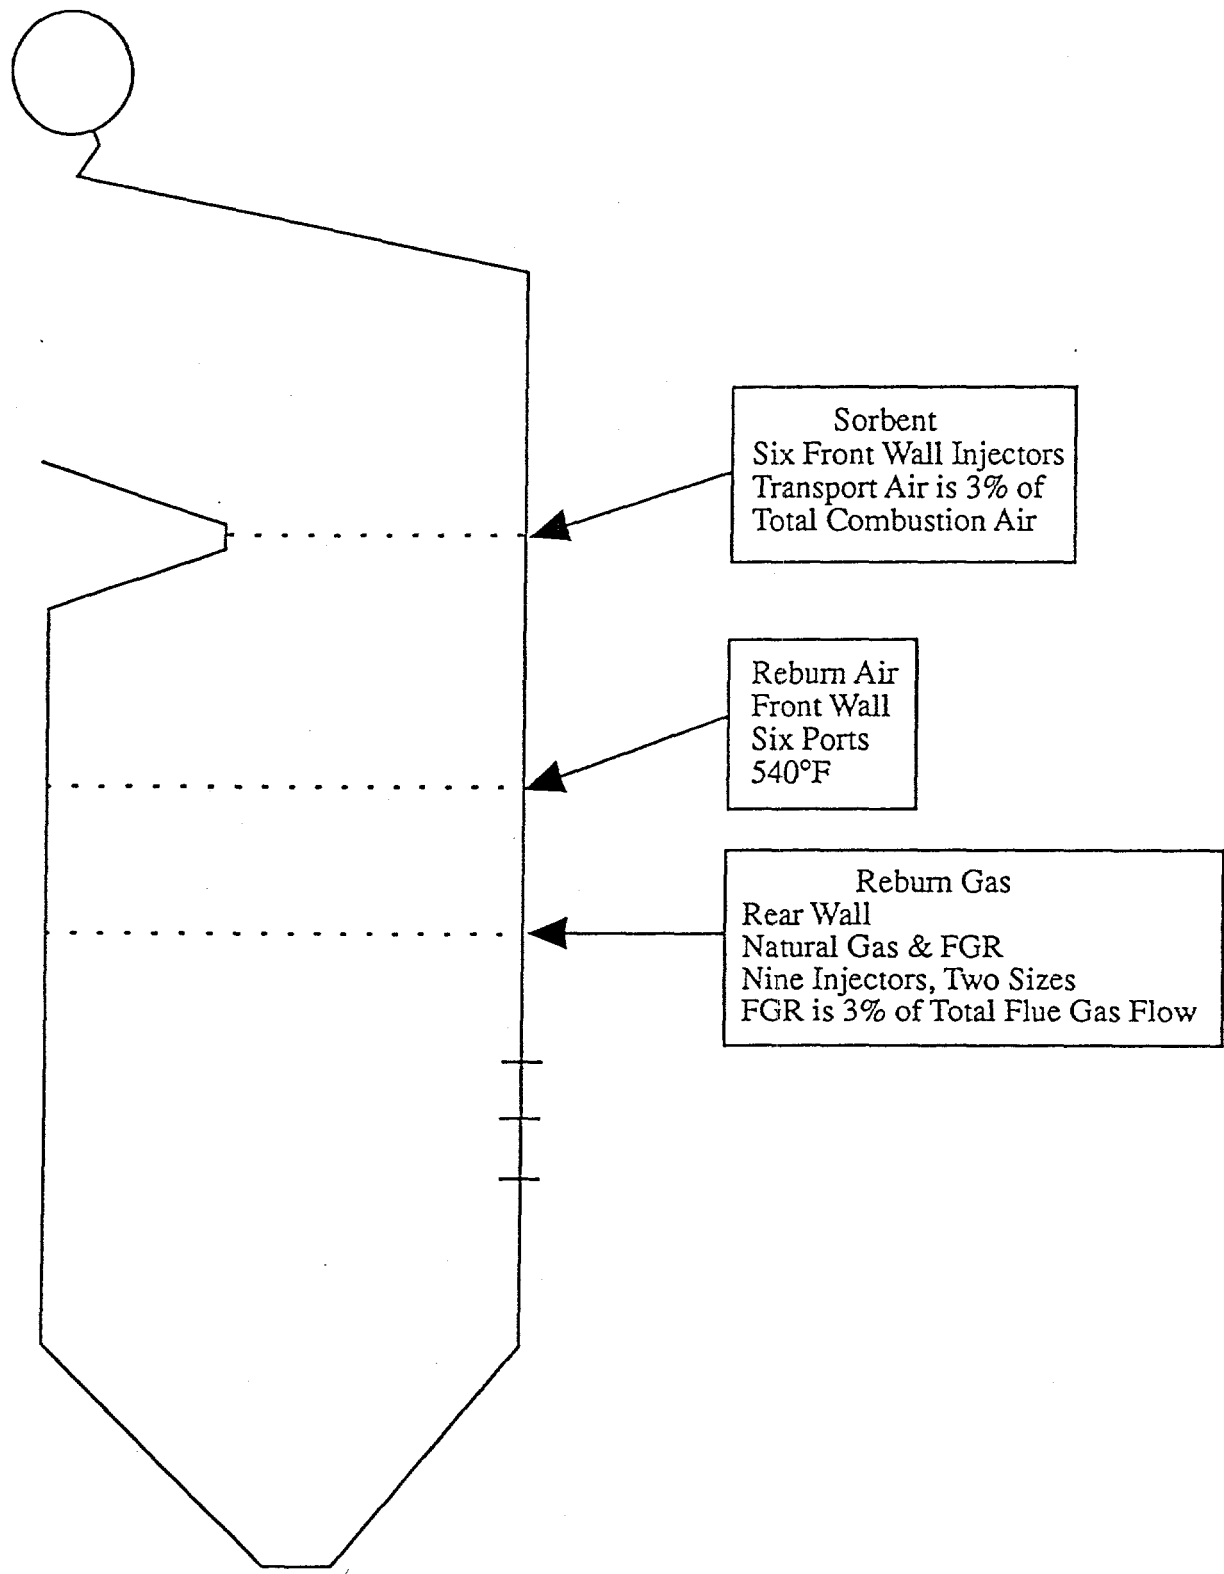 Sorbent
Six Front Wall Injectors
Transport Air is 3% of
Total Combustion Air
Reburn Air
Front Wall
Six Ports
540°F
Reburn Gas
Rear Wall
Natural Gas & FGR
Nine Injectors, Two Sizes
FGR is 3% of Total Flue Gas Flow